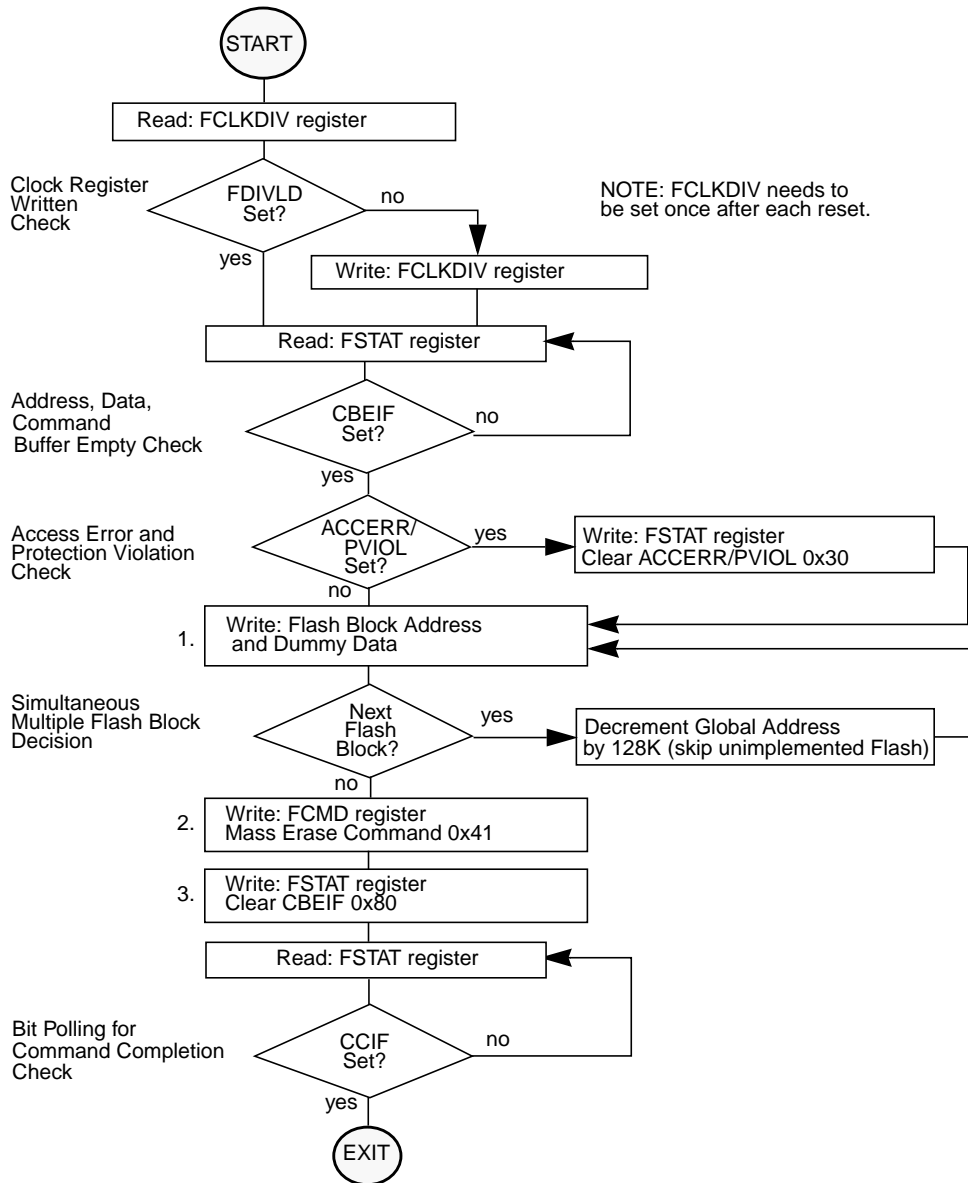 START
Read: FCLKDIV register
Clock Register
Written
Check
FDIVLD
Set?
no
yes
NOTE: FCLKDIV needs to
be set once after each reset.
Write: FCLKDIV register
Read: FSTAT register
Address, Data,
Command
Buffer Empty Check
CBEIF
Set?
no
yes
Access Error and
Protection Violation
Check
ACCERR/
PVIOL
Set?
yes
no
Write: FSTAT register
Clear ACCERR/PVIOL 0x30
1.
Write: Flash Block Address
and Dummy Data
Simultaneous
Multiple Flash Block
Decision
Next
Flash
Block?
yes
no
Decrement Global Address
by 128K (skip unimplemented Flash)
2.
Write: FCMD register
Mass Erase Command 0x41
3.
Write: FSTAT register
Clear CBEIF 0x80
Read: FSTAT register
Bit Polling for
Command Completion
Check
CCIF
Set?
no
yes
EXIT